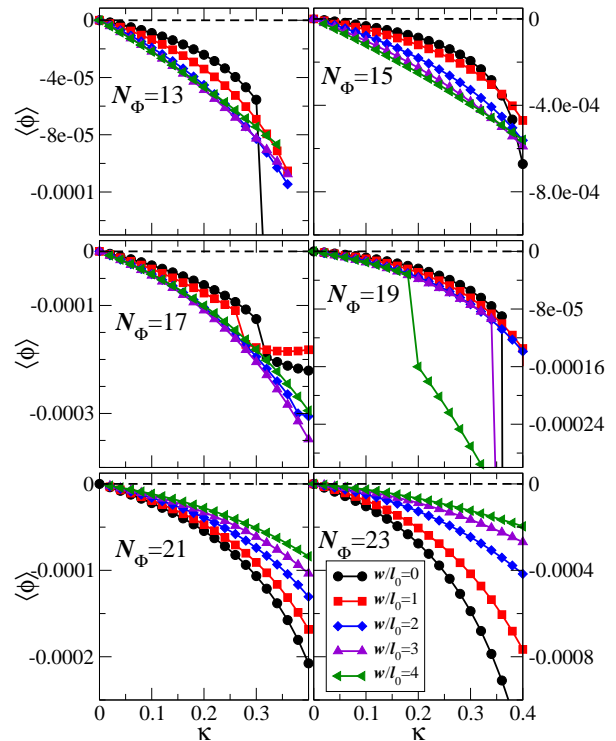 0
-4e-05
-8e-05
-0.0001
⟨ϕ⟩
N_Φ=13
0
-4.0e-04
-8.0e-04
N_Φ=15
0
-0.0001
-0.0003
⟨ϕ⟩
N_Φ=17
0
-8e-05
-0.00016
-0.00024
N_Φ=19
0
-0.0001
-0.0002
⟨ϕ⟩
N_Φ=21
0
-0.0004
-0.0008
N_Φ=23
w/l_0=0
w/l_0=1
w/l_0=2
w/l_0=3
w/l_0=4
0 0.1 0.2 0.3
κ
0 0.1 0.2 0.3 0.4
κ